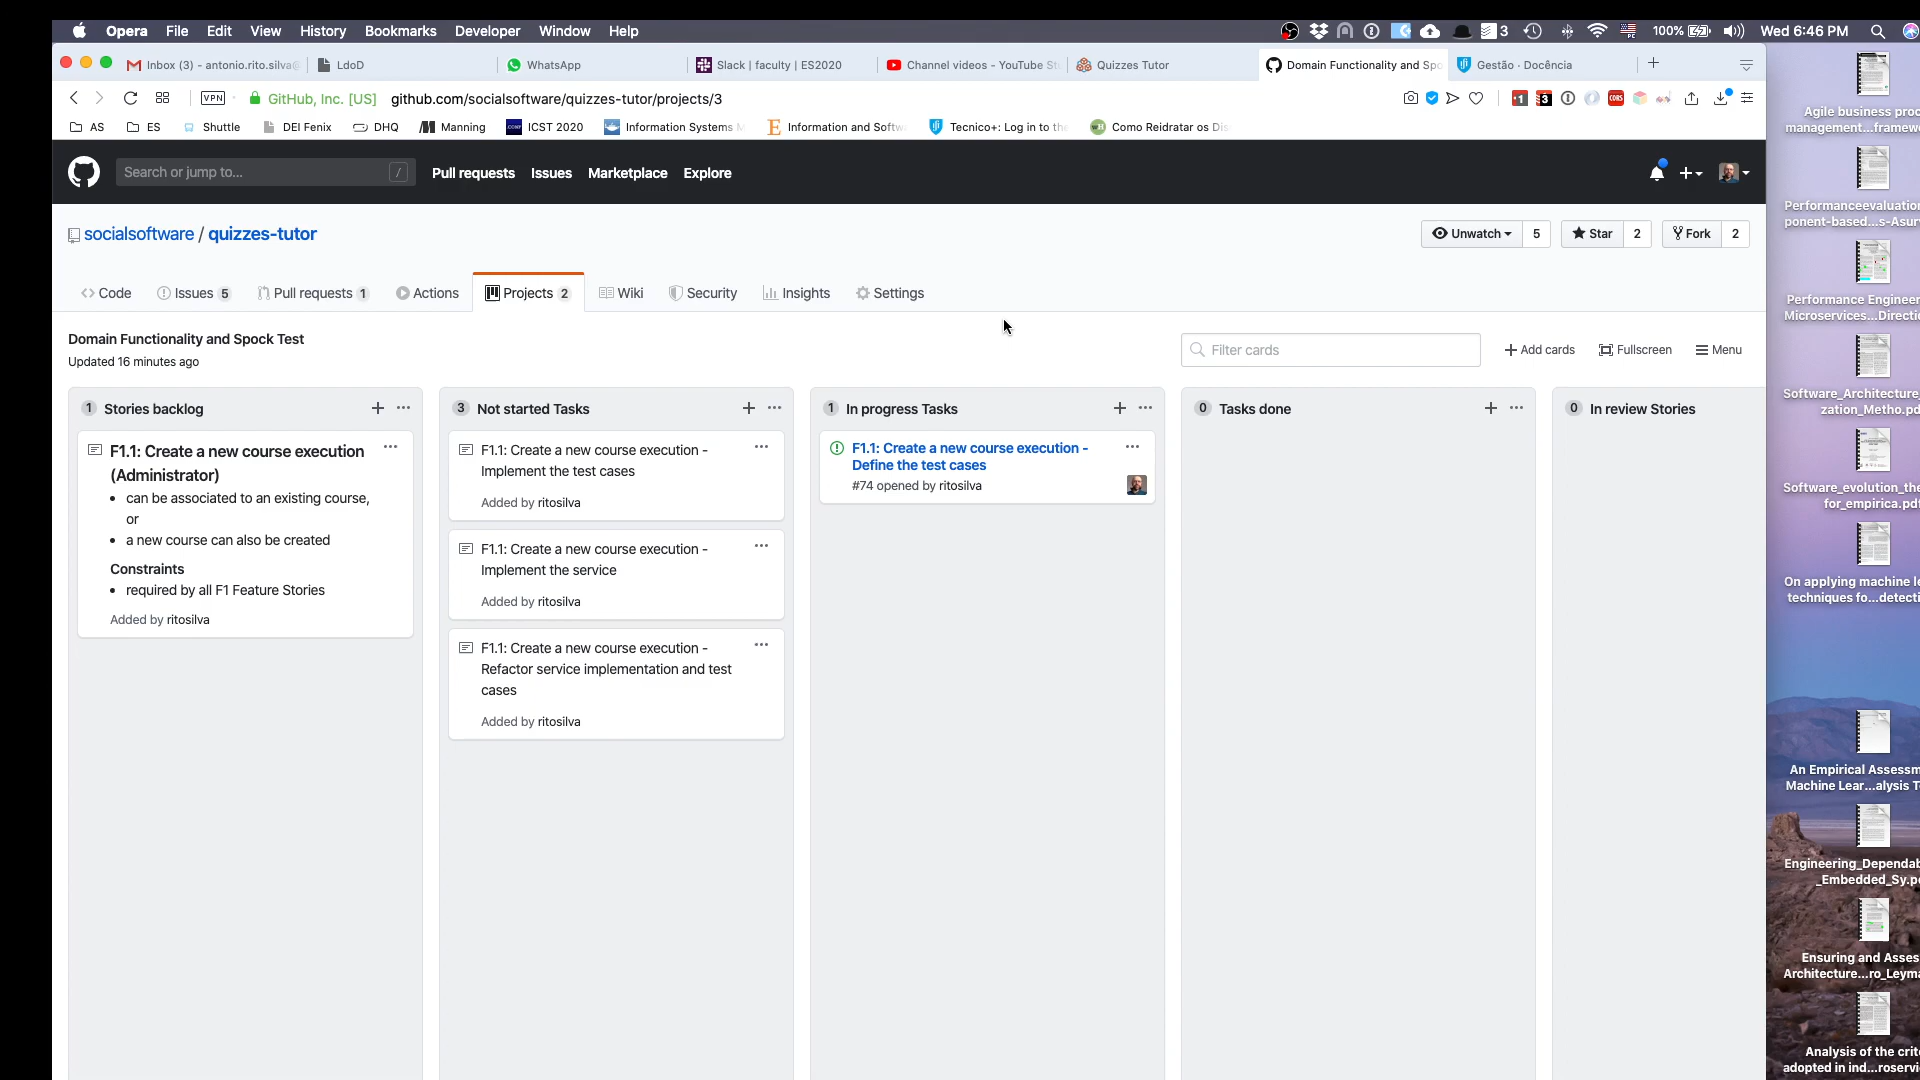 Opera File Edit View History Bookmarks Developer Window Help 3 100% Wed 6:46 PM
Inbox (3) - antonio.rito.silva@ LdoD WhatsApp Slack | faculty | ES2020 Channel videos - YouTube St Quizzes Tutor Domain Functionality and Spo Gestão · Docência
VPN GitHub, Inc. [US] github.com/socialsoftware/quizzes-tutor/projects/3
AS ES Shuttle DEI Fenix DHQ Manning ICST 2020 Information Systems M Information and Softw Tecnico+: Log in to the Como Reidratar os Dis
Search or jump to... / Pull requests Issues Marketplace Explore
socialsoftware / quizzes-tutor
Unwatch 5 Star 2 Fork 2
Code Issues 5 Pull requests 1 Actions Projects 2 Wiki Security Insights Settings
Domain Functionality and Spock Test
Updated 16 minutes ago
Filter cards Add cards Fullscreen Menu
1 Stories backlog
F1.1: Create a new course execution
(Administrator)
can be associated to an existing course,
or
a new course can also be created
Constraints
required by all F1 Feature Stories
Added by ritosilva
3 Not started Tasks
F1.1: Create a new course execution -
Implement the test cases
Added by ritosilva
F1.1: Create a new course execution -
Implement the service
Added by ritosilva
F1.1: Create a new course execution -
Refactor service implementation and test
cases
Added by ritosilva
1 In progress Tasks
F1.1: Create a new course execution -
Define the test cases
#74 opened by ritosilva
0 Tasks done
0 In review Stories
Agile business proc
management...framew
Performanceevaluation
ponent-based...s-Asur
Performance Engineer
Microservices...Directi
Software_Architecture_
zation_Metho.pd
Software_evolution_the
for_empirica.pdf
On applying machine le
techniques fo...detecti
An Empirical Assessm
Machine Lear...alysis T
Engineering_Dependab
_Embedded_Sy.p
Ensuring and Asses
Architecture...ro_Leyma
Analysis of the crite
adopted in ind...roservi